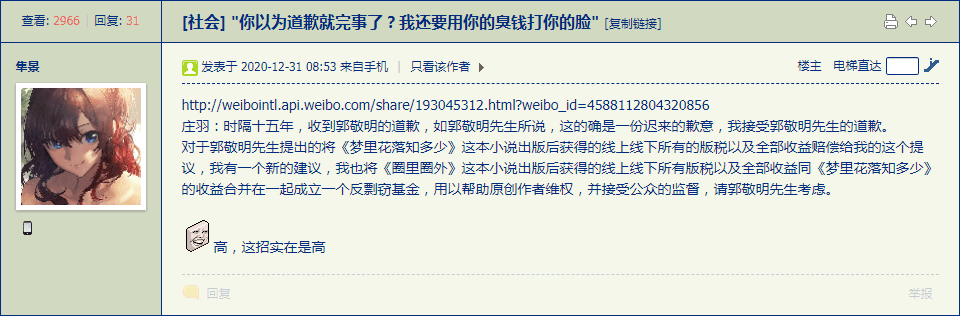 查看: 2966 | 回复: 31
[社会] "你以为道歉就完事了？我还要用你的臭钱打你的脸" [复制链接]
隼景
发表于 2020-12-31 08:53 来自手机 | 只看该作者
楼主 电梯直达
http://weibointl.api.weibo.com/share/193045312.html?weibo_id=4588112804320856
庄羽：时隔十五年，收到郭敬明的道歉，如郭敬明先生所说，这的确是一份迟来的歉意，我接受郭敬明先生的道歉。
对于郭敬明先生提出的将《梦里花落知多少》这本小说出版后获得的线上线下所有的版税以及全部收益赔偿给我的这个提
议，我有一个新的建议，我也将《圈里圈外》这本小说出版后获得的线上线下所有的版税以及全部收益同《梦里花落知多少》
的收益合并在一起成立一个反剽窃基金，用以帮助原创作者维权，并接受公众的监督，请郭敬明先生考虑。
高，这招实在是高
回复
举报